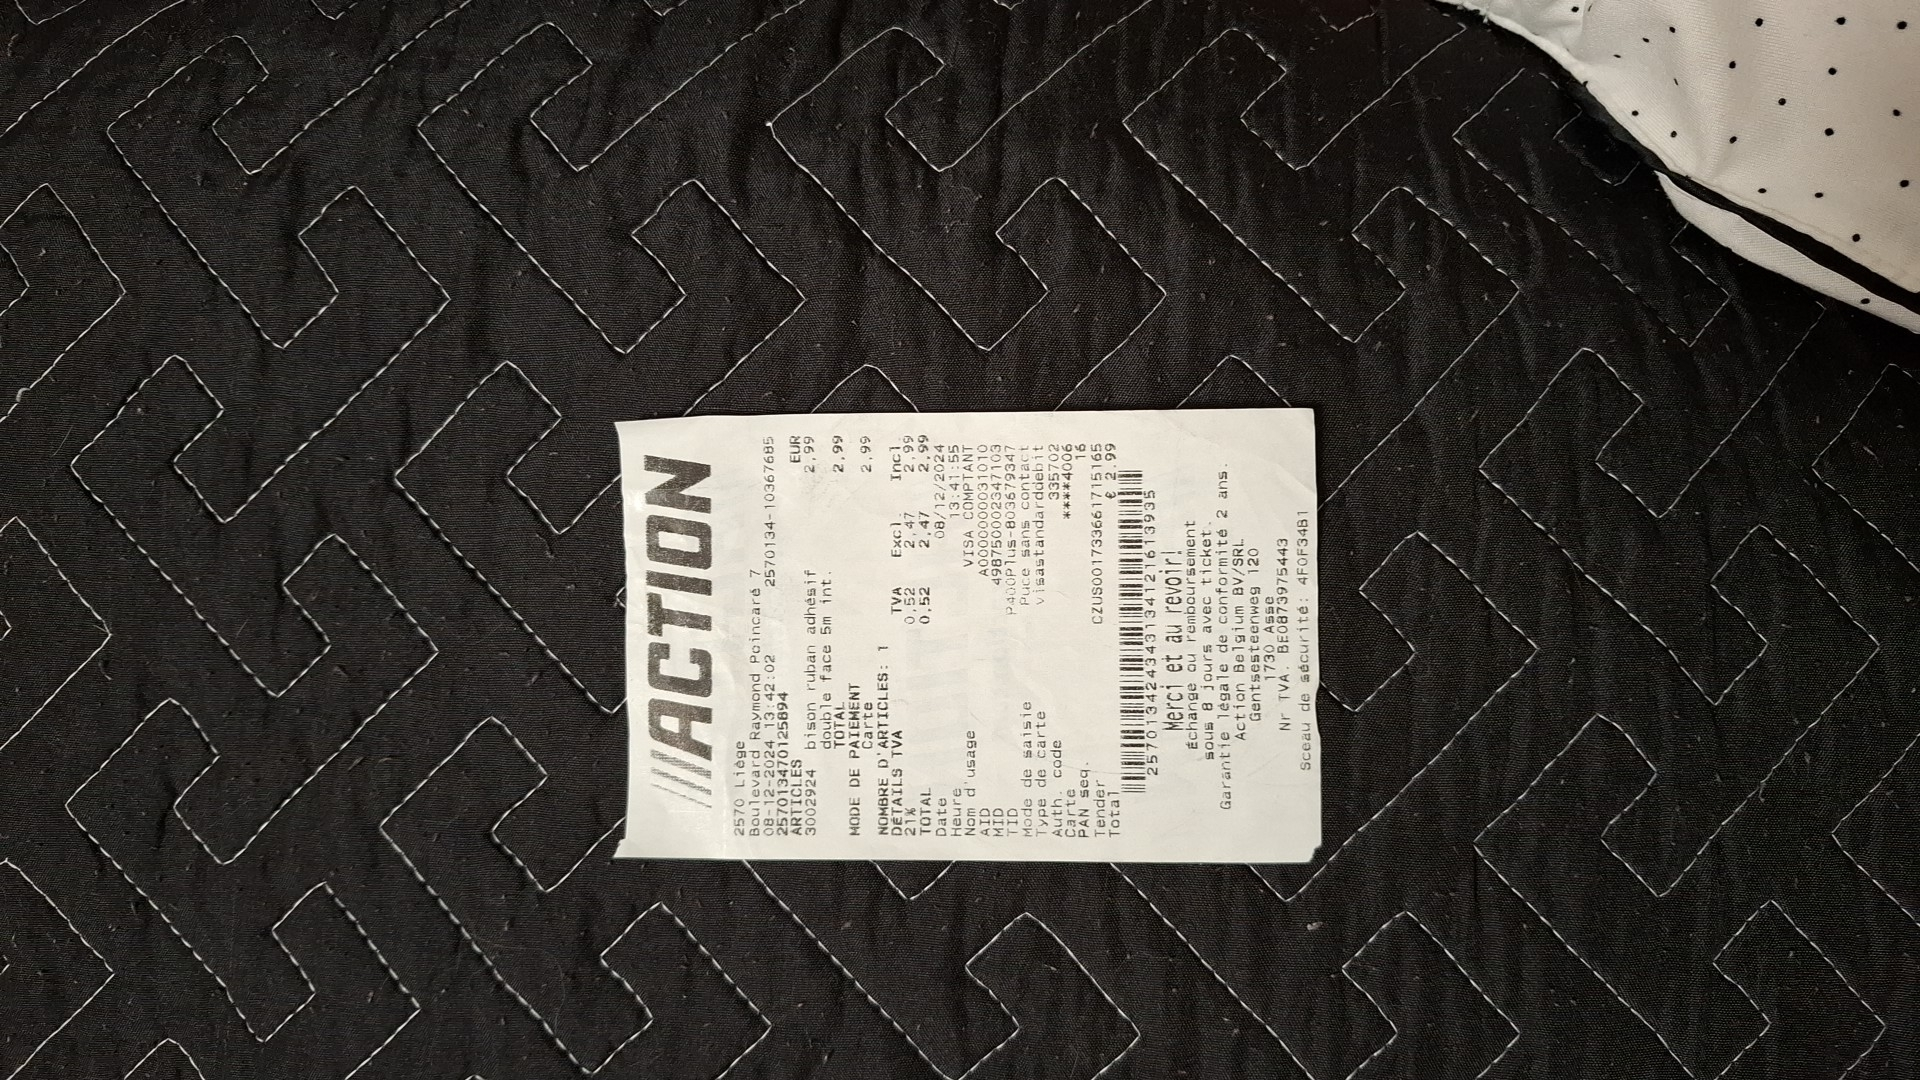 ACTION
2570 Liège
Boulevard Raymond Poincaré 7
08-12-2024 13:42:02 2570134-10367685
257013470125894
ARTICLES EUR
3002924 bison ruban adhésif 2,99
double face 5m int.
TOTAL 2,99
MODE DE PAIEMENT
Carte 2,99
NOMBRE D'ARTICLES: 1
DÉTAILS TVA TVA Excl. Incl.
21% 0,52 2,47 2,99
TOTAL 0,52 2,47 2,99
Date 08/12/2024
Heure 13:41:55
Nom d'usage VISA COMPTANT
AID A0000000031010
MID 498750002347103
TID P400Plus-803679347
Mode de saisie Puce sans contact
Type de carte visastandarddebit
Auth. code 335702
Carte ****4006
PAN seq. 16
Tender CZUS001733661715165
Total € 2.99
257013424343134121613935
Merci et au revoir!
Échange ou remboursement
sous 8 jours avec ticket.
Garantie légale de conformité 2 ans.
Action Belgium BV/SRL
Gentsesteenweg 120
1730 Asse
Nr TVA. BE0873975443
Sceau de sécurité: 4F0F34B1